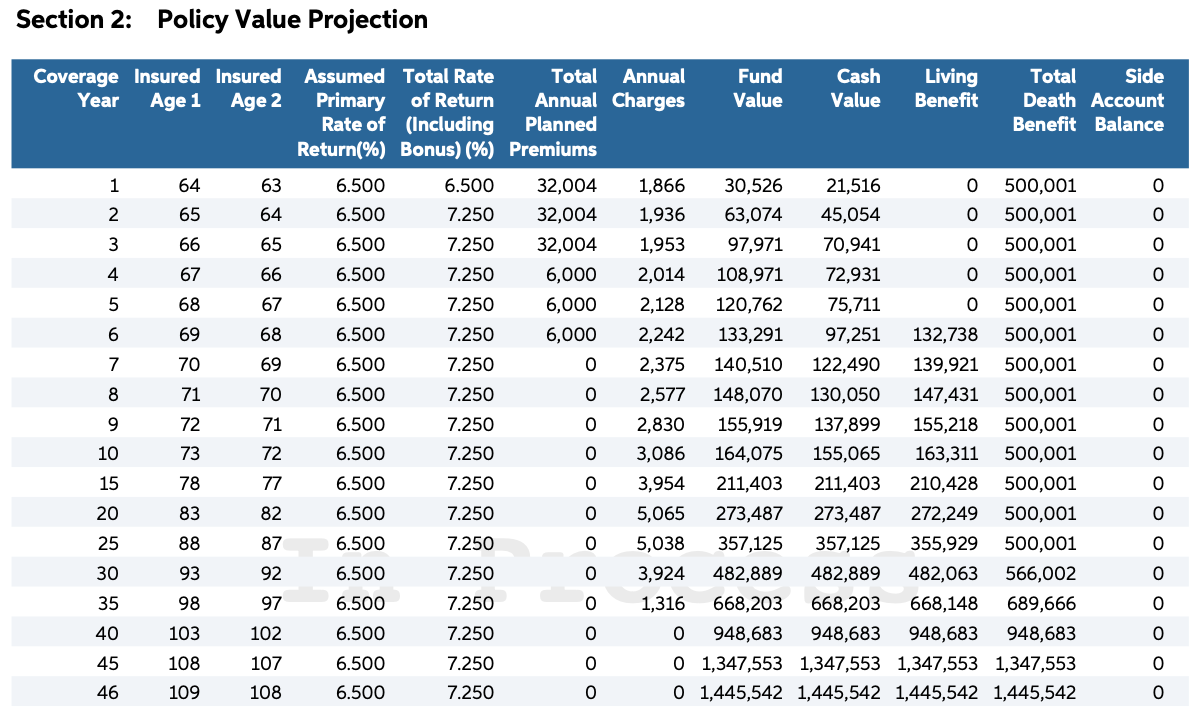 Section 2: Policy Value Projection
Coverage Insured Insured Assumed Total Rate Total Annual Fund Cash Living Total Side
Year Age 1 Age 2 Primary of Return Annual Charges Value Value Benefit Death Account
Rate of (Including Planned Benefit Balance
Return(%) Bonus) (%) Premiums
1 64 63 6.500 6.500 32,004 1,866 30,526 21,516 0 500,001 0
2 65 64 6.500 7.250 32,004 1,936 63,074 45,054 0 500,001 0
3 66 65 6.500 7.250 32,004 1,953 97,971 70,941 0 500,001 0
4 67 66 6.500 7.250 6,000 2,014 108,971 72,931 0 500,001 0
5 68 67 6.500 7.250 6,000 2,128 120,762 75,711 0 500,001 0
6 69 68 6.500 7.250 6,000 2,242 133,291 97,251 132,738 500,001 0
7 70 69 6.500 7.250 0 2,375 140,510 122,490 139,921 500,001 0
8 71 70 6.500 7.250 0 2,577 148,070 130,050 147,431 500,001 0
9 72 71 6.500 7.250 0 2,830 155,919 137,899 155,218 500,001 0
10 73 72 6.500 7.250 0 3,086 164,075 155,065 163,311 500,001 0
15 78 77 6.500 7.250 0 3,954 211,403 211,403 210,428 500,001 0
20 83 82 6.500 7.250 0 5,065 273,487 273,487 272,249 500,001 0
25 88 87 6.500 7.250 0 5,038 357,125 357,125 355,929 500,001 0
In Process
30 93 92 6.500 7.250 0 3,924 482,889 482,889 482,063 566,002 0
35 98 97 6.500 7.250 0 1,316 668,203 668,203 668,148 689,666 0
40 103 102 6.500 7.250 0 0 948,683 948,683 948,683 948,683 0
45 108 107 6.500 7.250 0 0 1,347,553 1,347,553 1,347,553 1,347,553 0
46 109 108 6.500 7.250 0 0 1,445,542 1,445,542 1,445,542 1,445,542 0